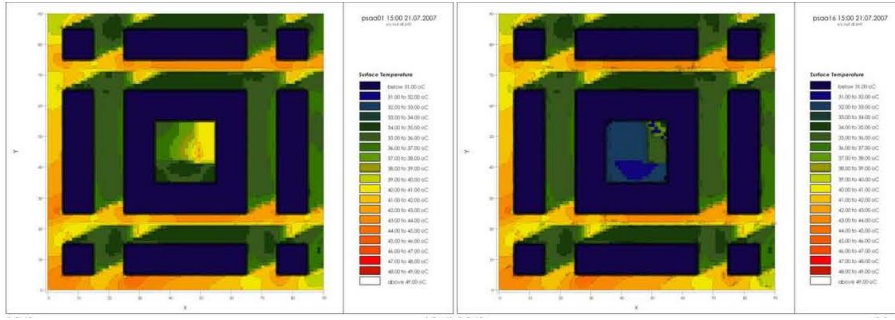 psaa01 15:00 21.07.2007
Surface Temperature
below 31.00 oC
31.00 to 32.00 oC
32.00 to 33.00 oC
33.00 to 34.00 oC
34.00 to 35.00 oC
35.00 to 36.00 oC
36.00 to 37.00 oC
37.00 to 38.00 oC
38.00 to 39.00 oC
39.00 to 40.00 oC
40.00 to 41.00 oC
41.00 to 42.00 oC
42.00 to 43.00 oC
43.00 to 44.00 oC
44.00 to 45.00 oC
45.00 to 46.00 oC
46.00 to 47.00 oC
47.00 to 48.00 oC
48.00 to 49.00 oC
above 49.00 oC
Y
X
psaa16 15:00 21.07.2007
Surface Temperature
below 31.00 oC
31.00 to 32.00 oC
32.00 to 33.00 oC
33.00 to 34.00 oC
34.00 to 35.00 oC
35.00 to 36.00 oC
36.00 to 37.00 oC
37.00 to 38.00 oC
38.00 to 39.00 oC
39.00 to 40.00 oC
40.00 to 41.00 oC
41.00 to 42.00 oC
42.00 to 43.00 oC
43.00 to 44.00 oC
44.00 to 45.00 oC
45.00 to 46.00 oC
46.00 to 47.00 oC
47.00 to 48.00 oC
48.00 to 49.00 oC
above 49.00 oC
Y
X